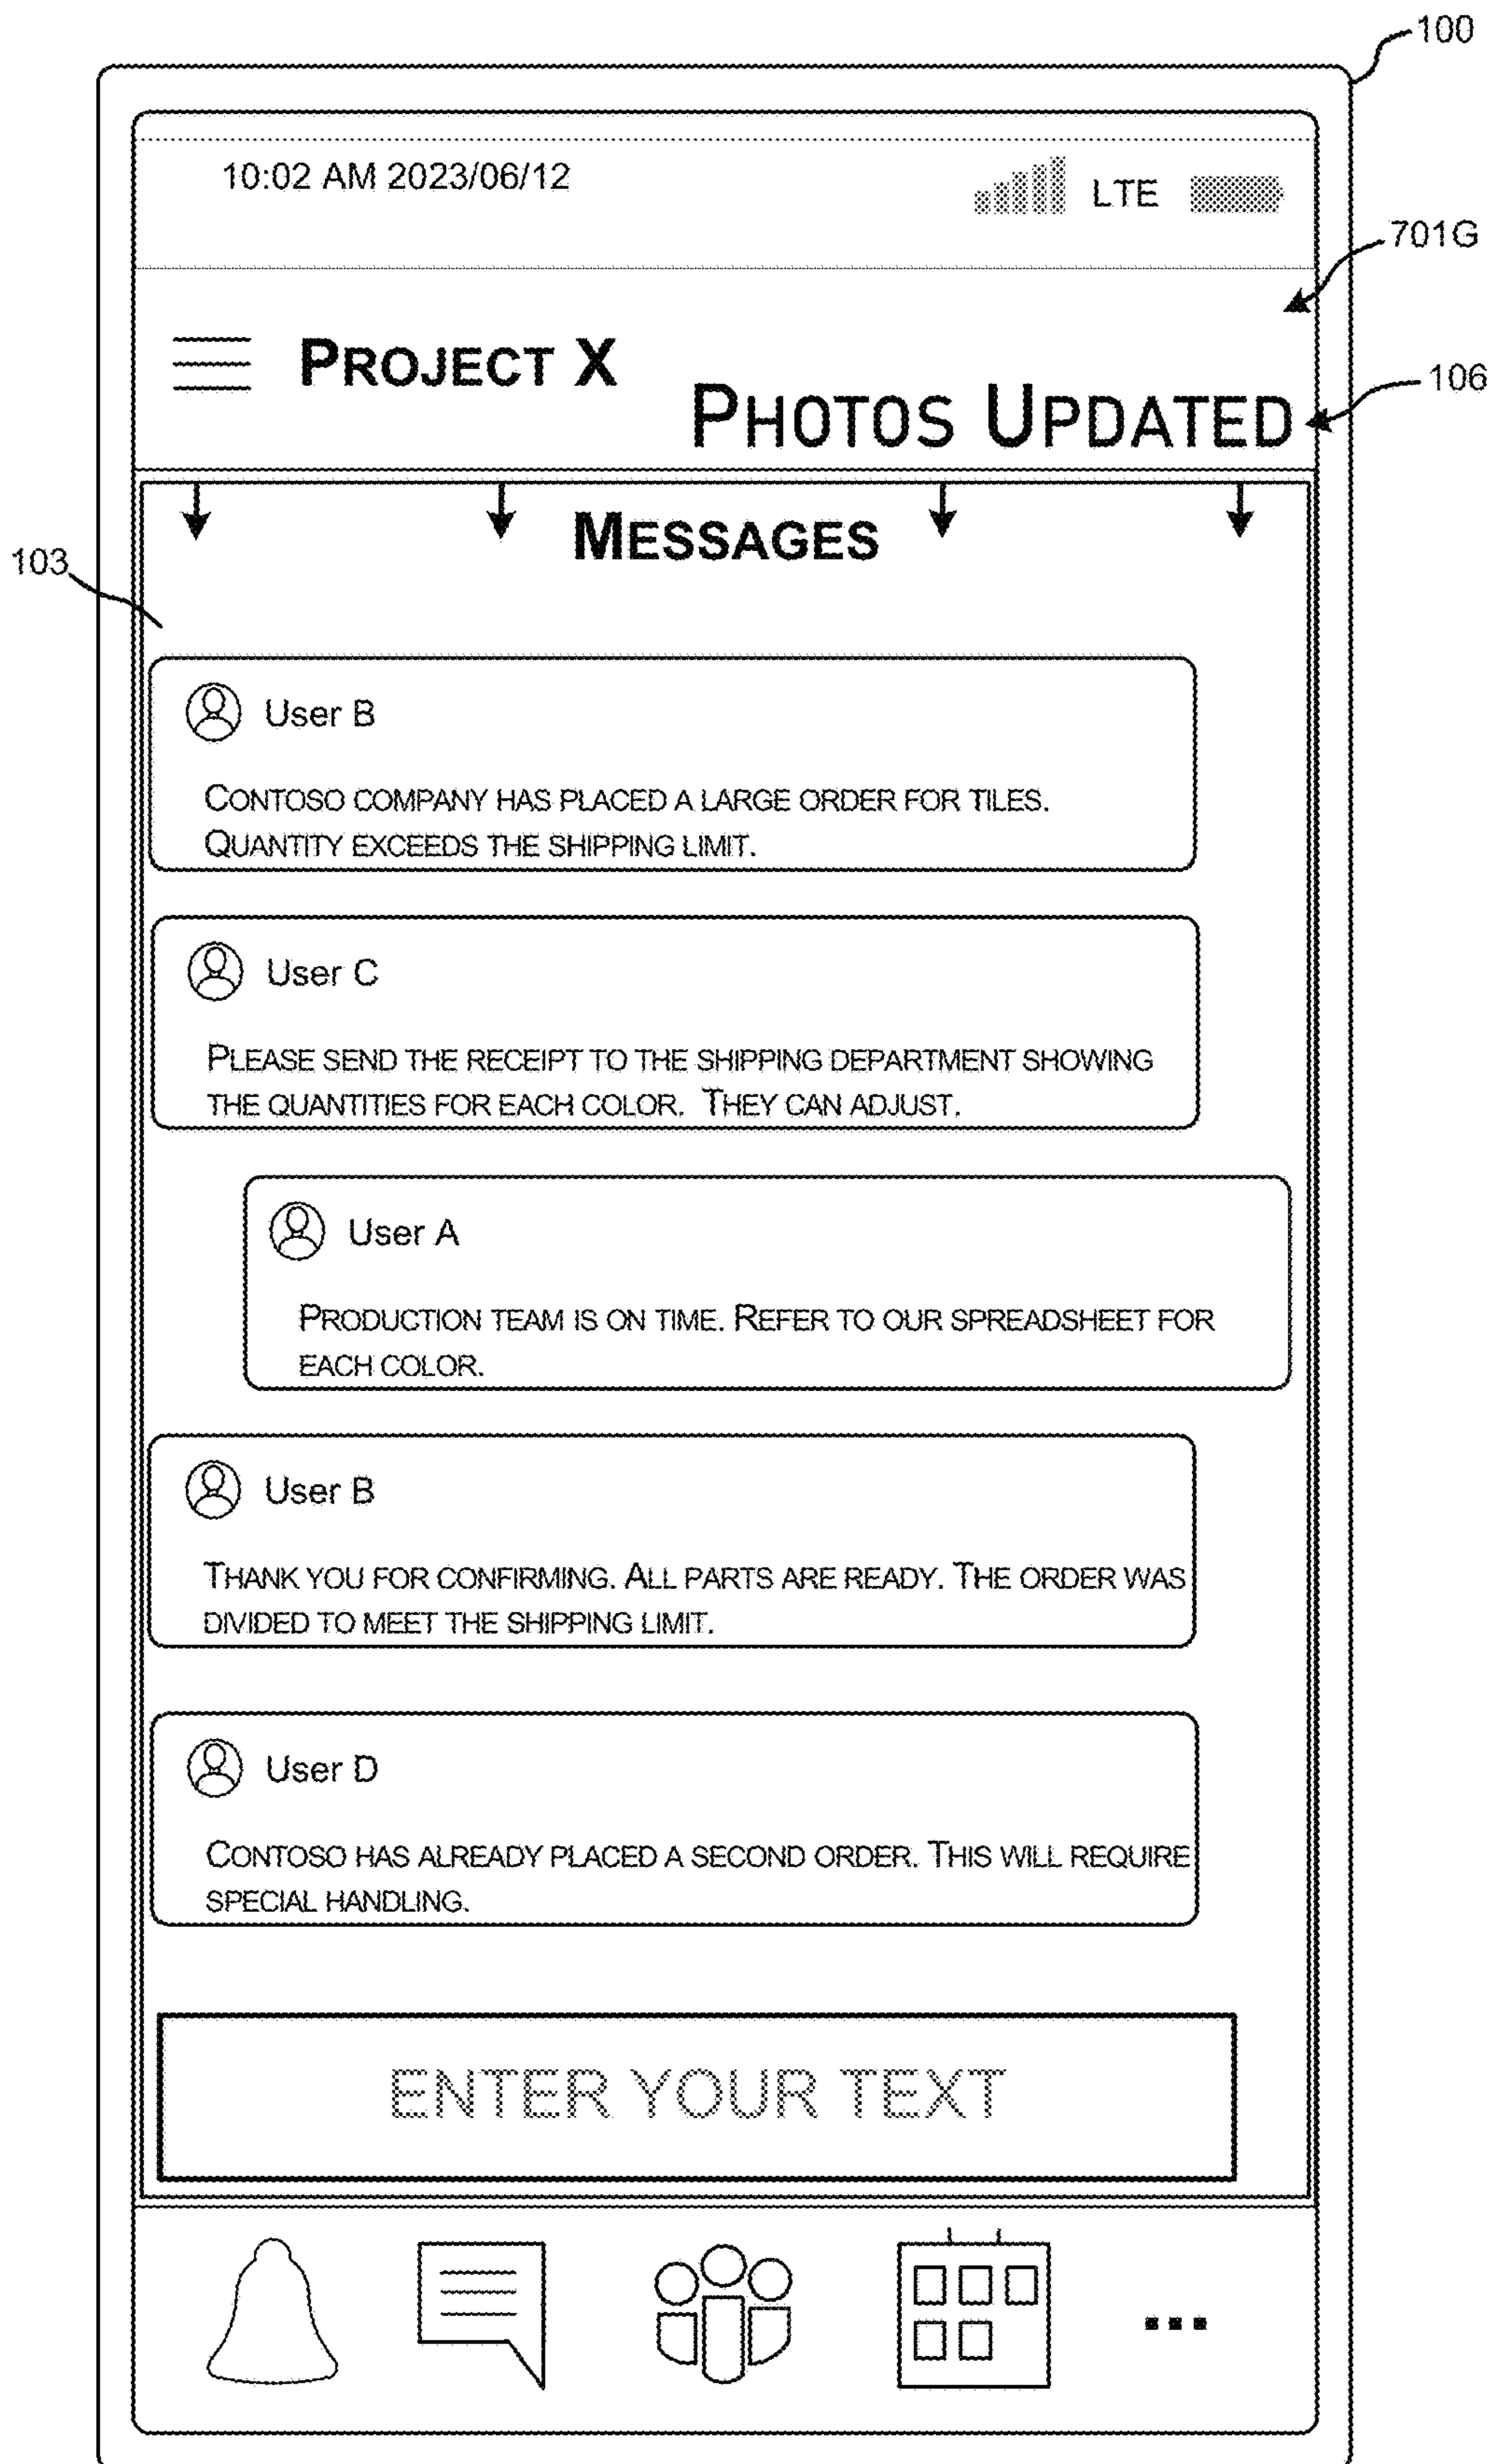 100
10:02 AM 2023/06/12
LTE
701G
PROJECT X
PHOTOS UPDATED
106
MESSAGES
103
User B
CONTOSO COMPANY HAS PLACED A LARGE ORDER FOR TILES.
QUANTITY EXCEEDS THE SHIPPING LIMIT.
User C
PLEASE SEND THE RECEIPT TO THE SHIPPING DEPARTMENT SHOWING
THE QUANTITIES FOR EACH COLOR. THEY CAN ADJUST.
User A
PRODUCTION TEAM IS ON TIME. REFER TO OUR SPREADSHEET FOR
EACH COLOR.
User B
THANK YOU FOR CONFIRMING. ALL PARTS ARE READY. THE ORDER WAS
DIVIDED TO MEET THE SHIPPING LIMIT.
User D
CONTOSO HAS ALREADY PLACED A SECOND ORDER. THIS WILL REQUIRE
SPECIAL HANDLING.
ENTER YOUR TEXT